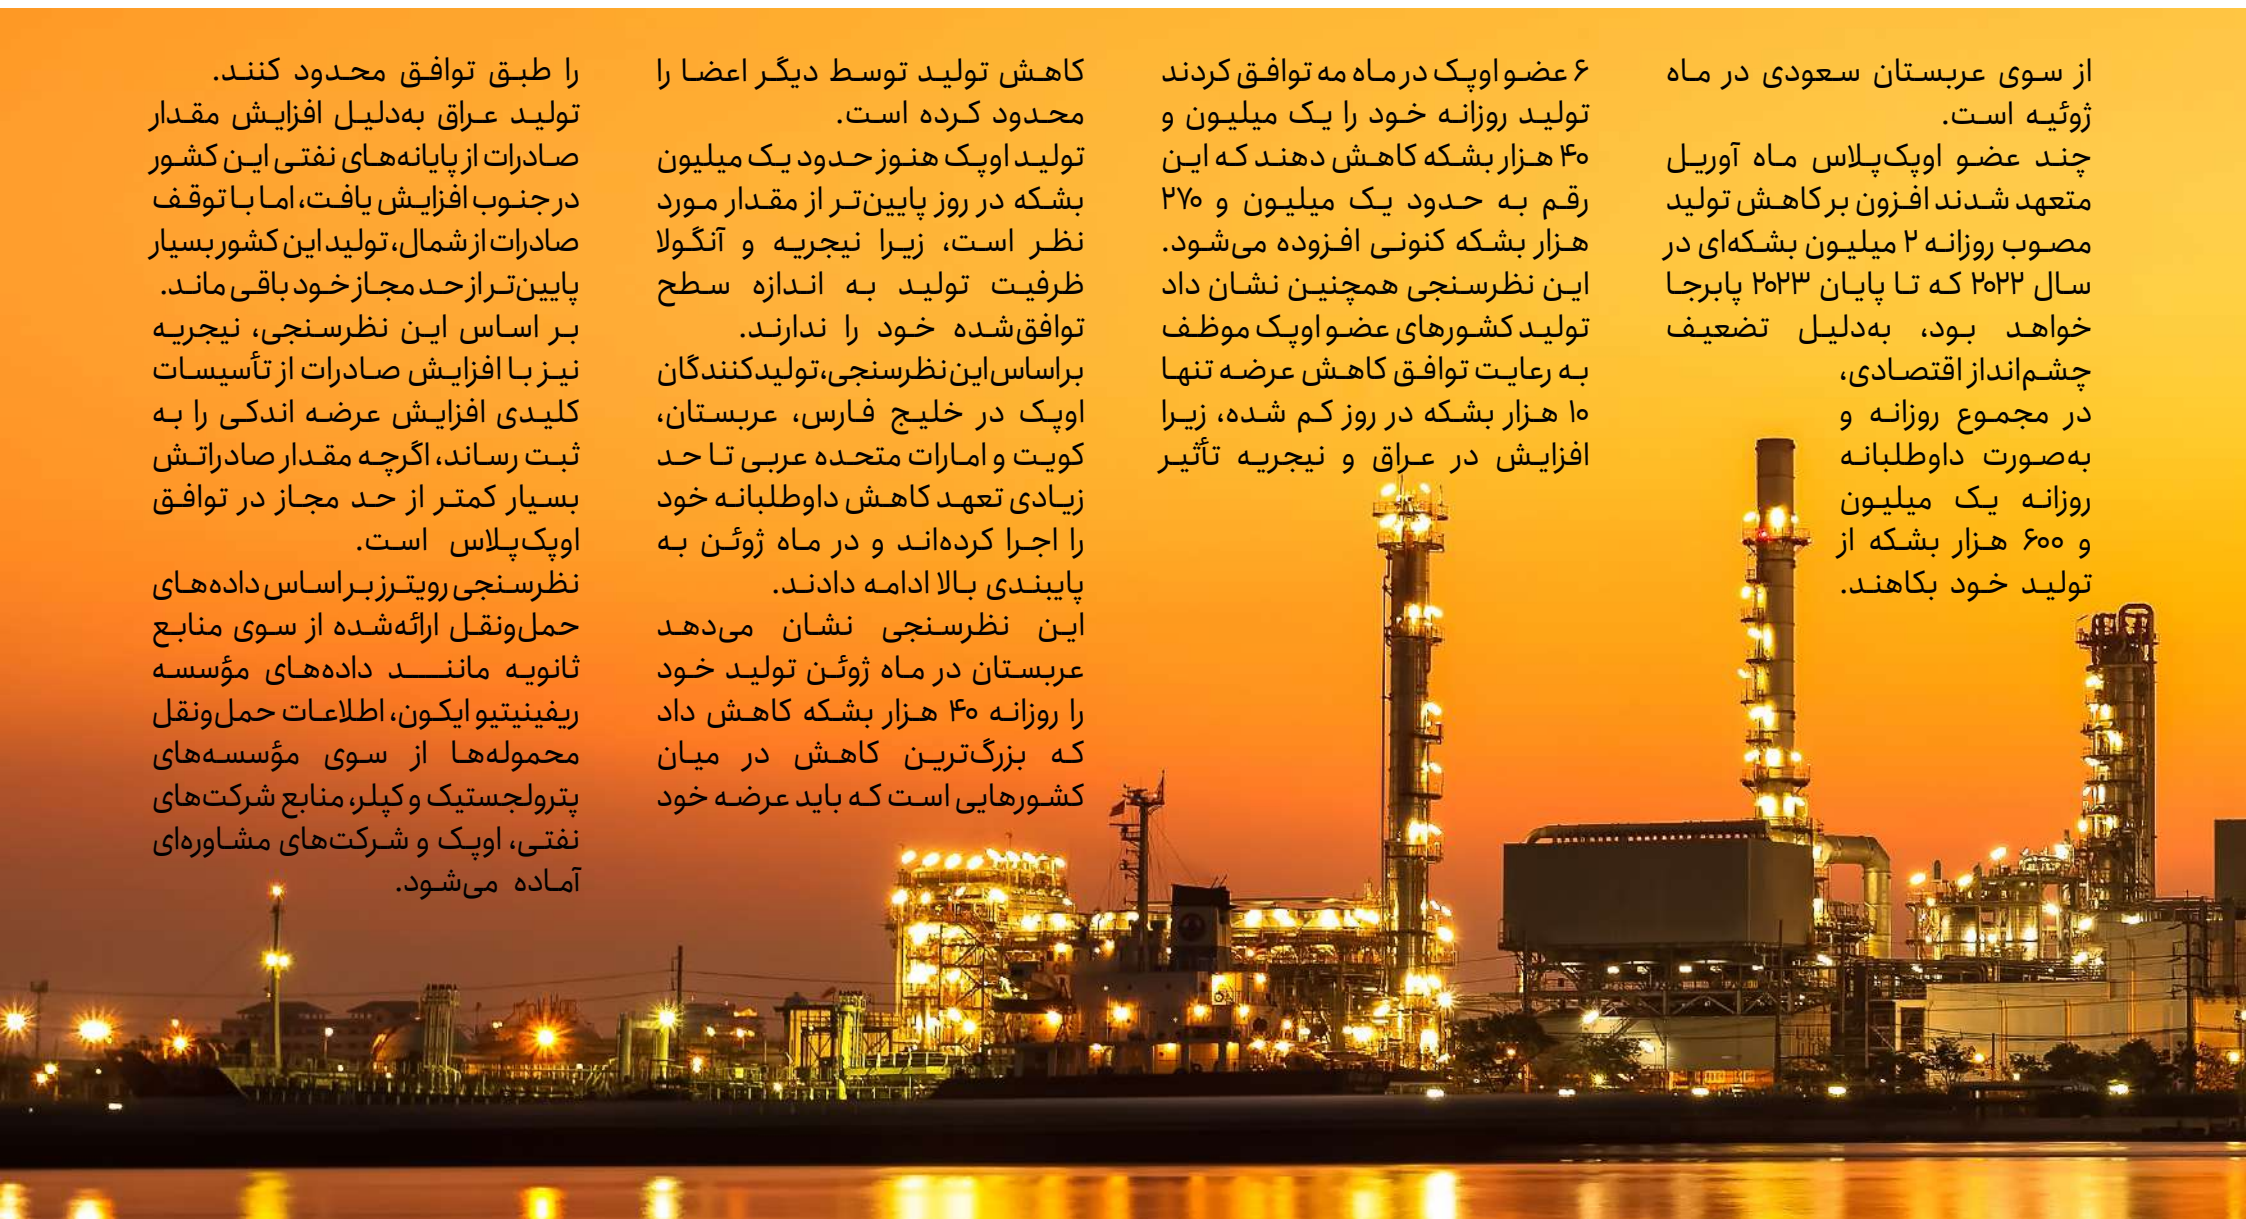 از سوی عربستان سعودی در ماه
ژوئیه است.
چند عضو اوپک‌پلاس ماه آوریل
متعهد شدند افزون بر کاهش تولید
مصوب روزانه ۲ میلیون بشکه‌ای در
سال ۲۰۲۲ که تا پایان ۲۰۲۳ پابرجا
خواهد بود، به‌دلیل تضعیف
چشم‌انداز اقتصادی،
در مجموع روزانه و
به‌صورت داوطلبانه
روزانه یک میلیون
و ۶۰۰ هزار بشکه از
تولید خود بکاهند.
۶ عضو اوپک در ماه مه توافق کردند
تولید روزانه خود را یک میلیون و
۴۰ هزار بشکه کاهش دهند که این
رقم به حدود یک میلیون و ۲۷۰
هزار بشکه کنونی افزوده می‌شود.
این نظرسنجی همچنین نشان داد
تولید کشورهای عضو اوپک موظف
به رعایت توافق کاهش عرضه تنها
۱۰ هزار بشکه در روز کم شده، زیرا
افزایش در عراق و نیجریه تأثیر
کاهش تولید توسط دیگر اعضا را
محدود کرده است.
تولید اوپک هنوز حدود یک میلیون
بشکه در روز پایین‌تر از مقدار مورد
نظر است، زیرا نیجریه و آنگولا
ظرفیت تولید به اندازه سطح
توافق‌شده خود را ندارند.
براساس این نظرسنجی، تولیدکنندگان
اوپک در خلیج فارس، عربستان،
کویت و امارات متحده عربی تا حد
زیادی تعهد کاهش داوطلبانه خود
را اجرا کرده‌اند و در ماه ژوئن به
پایبندی بالا ادامه دادند.
این نظرسنجی نشان می‌دهد
عربستان در ماه ژوئن تولید خود
را روزانه ۴۰ هزار بشکه کاهش داد
که بزرگ‌ترین کاهش در میان
کشورهایی است که باید عرضه خود
را طبق توافق محدود کنند.
تولید عراق به‌دلیل افزایش مقدار
صادرات از پایانه‌های نفتی این کشور
در جنوب افزایش یافت، اما با توقف
صادرات از شمال، تولید این کشور بسیار
پایین‌تر از حد مجاز خود باقی ماند.
بر اساس این نظرسنجی، نیجریه
نیز با افزایش صادرات از تأسیسات
کلیدی افزایش عرضه اندکی را به
ثبت رساند، اگرچه مقدار صادراتش
بسیار کمتر از حد مجاز در توافق
اوپک‌پلاس است.
نظرسنجی رویترز بر اساس داده‌های
حمل‌ونقل ارائه‌شده از سوی منابع
ثانویه ماننـــد داده‌های مؤسسه
ریفینیتیو ایکون، اطلاعات حمل‌ونقل
محموله‌ها از سوی مؤسسه‌های
پترولجستیک و کپلر، منابع شرکت‌های
نفتی، اوپک و شرکت‌های مشاوره‌ای
آماده می‌شود.